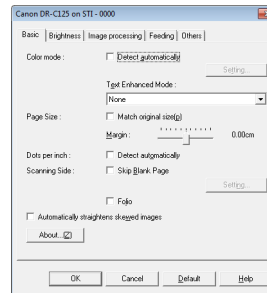 Canon DR-C125 on STI - 0000
Basic Brightness Image processing Feeding Others
Color mode : Detect automatically
Setting...
Text Enhanced Mode :
None
Page Size : Match original size(p)
Margin : 0.00cm
Dots per inch : Detect automatically
Scanning Side : Skip Blank Page
Setting...
Folio
Automatically straightens skewed images
About...(Z)
OK Cancel Default Help